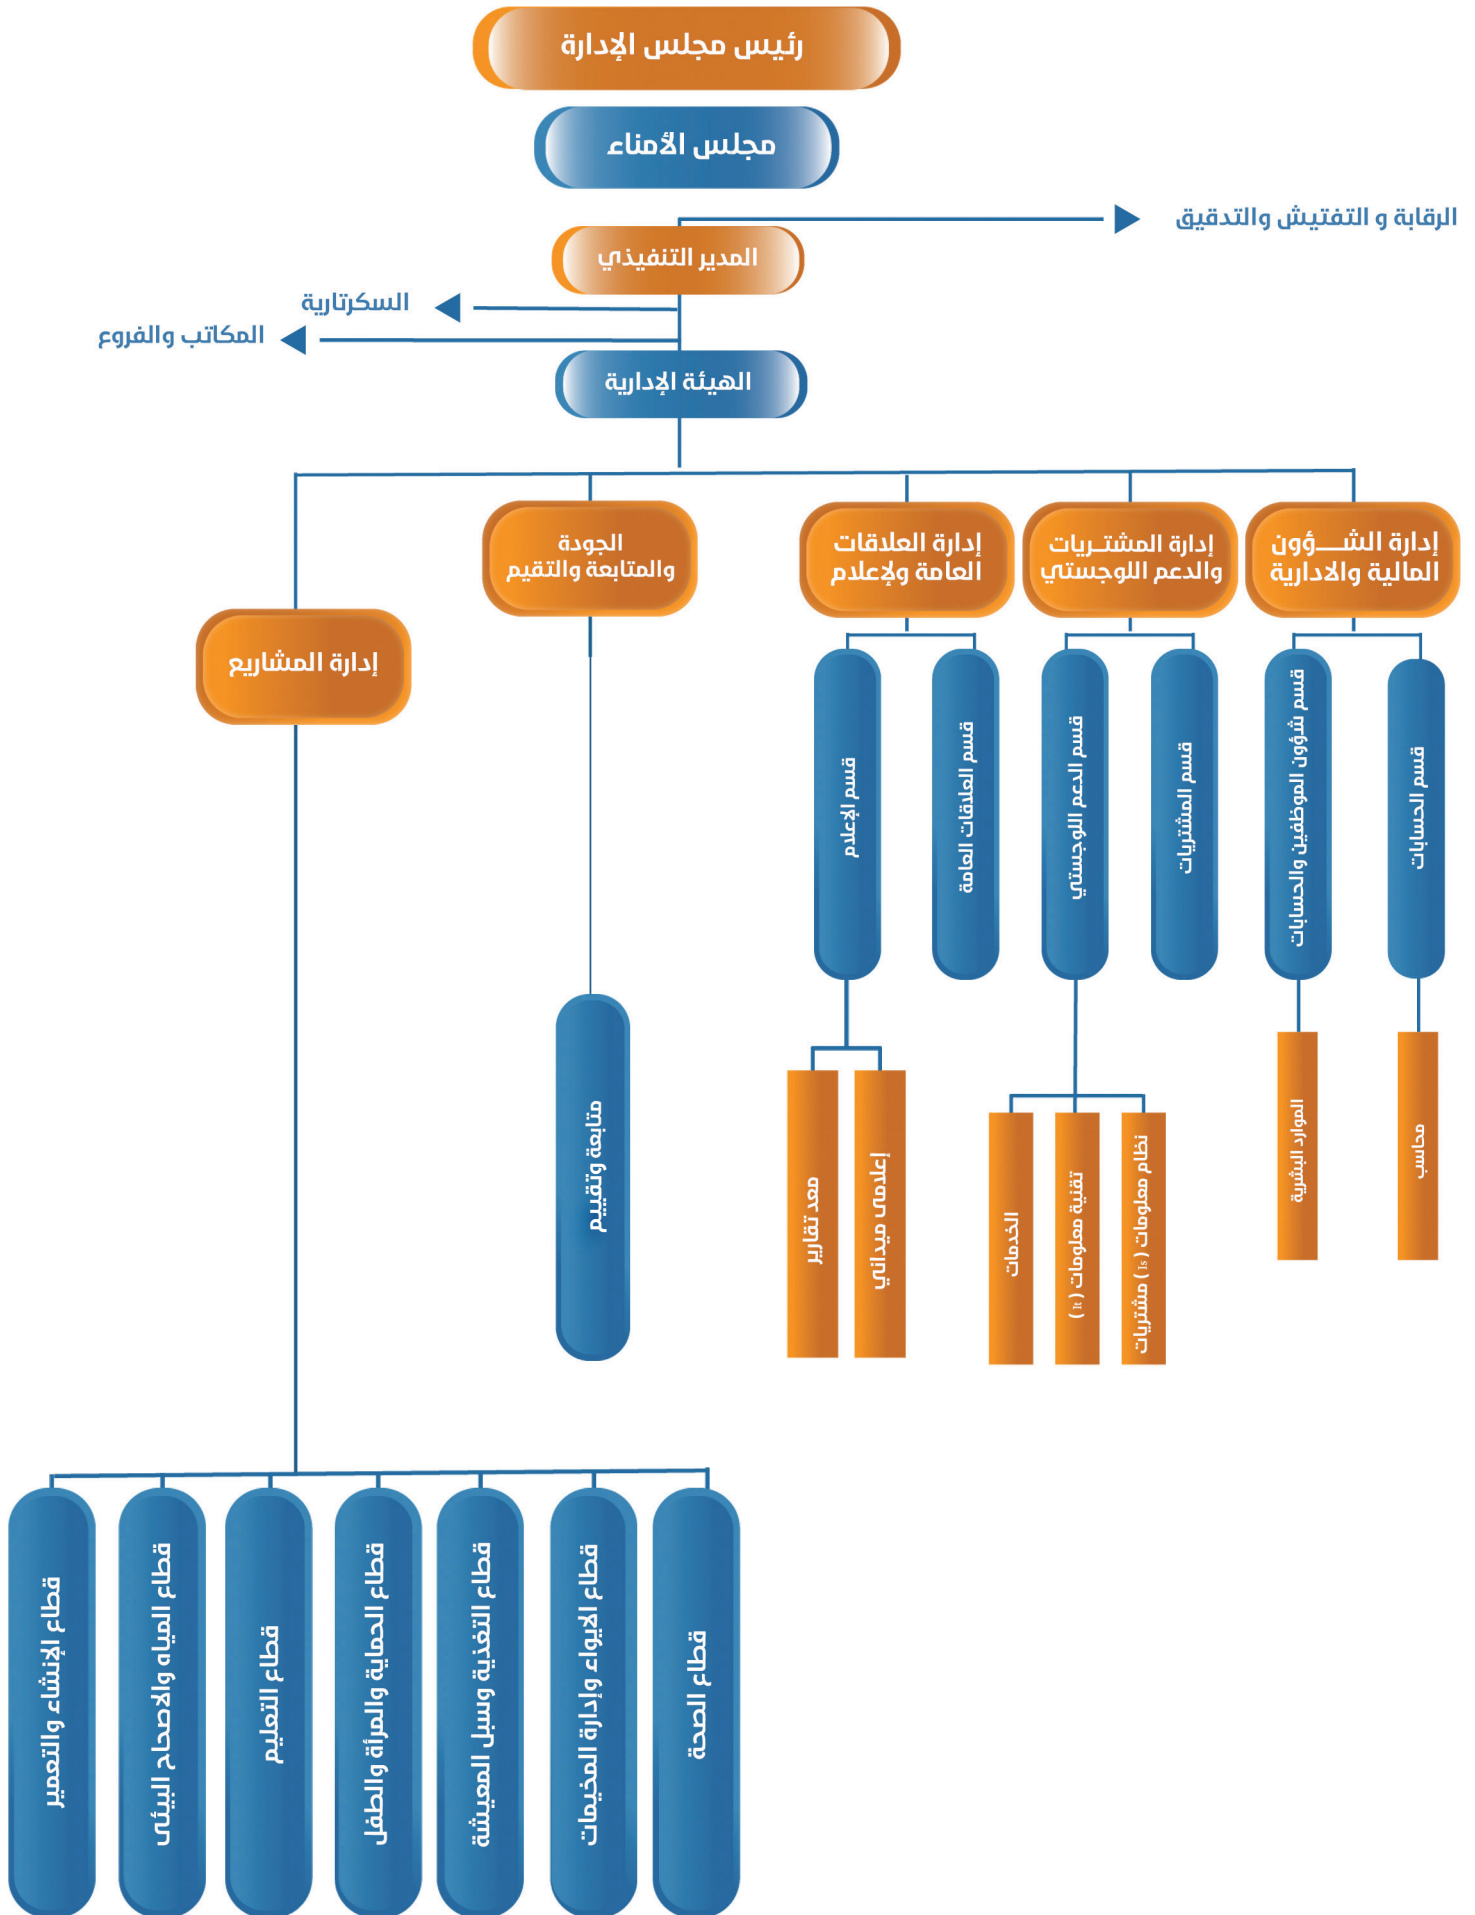 رئيس مجلس الإدارة
مجلس الأمناء
الرقابة و التفتيش والتدقيق
المدير التنفيذي
السكرتارية
المكاتب والفروع
الهيئة الإدارية
إدارة الشـــؤون
المالية والادارية
إدارة المشتـريات
والدعم اللوجستي
إدارة العلاقات
العامة ولإعلام
الجودة
والمتابعة والتقيم
إدارة المشاريع
قسم الحسابات
قسم شؤون الموظفين والحسابات
قسم المشتريات
قسم الدعم اللوجستي
قسم العلاقات العامة
قسم الإعلام
محاسب
الموارد البشرية
نظام معلومات ( Is ) مشتريات
تقنية معلومات ( It )
الخدمات
إعلامى ميداني
معد تقارير
متابعة وتقييم
قطاع الصحة
قطاع الايواء وإدارة المخيمات
قطاع التغذية وسبل المعيشة
قطاع الحماية والمرأة والطفل
قطاع التعليم
قطاع المياه والاصحاح البيئى
قطاع الإنشاء والتعمير